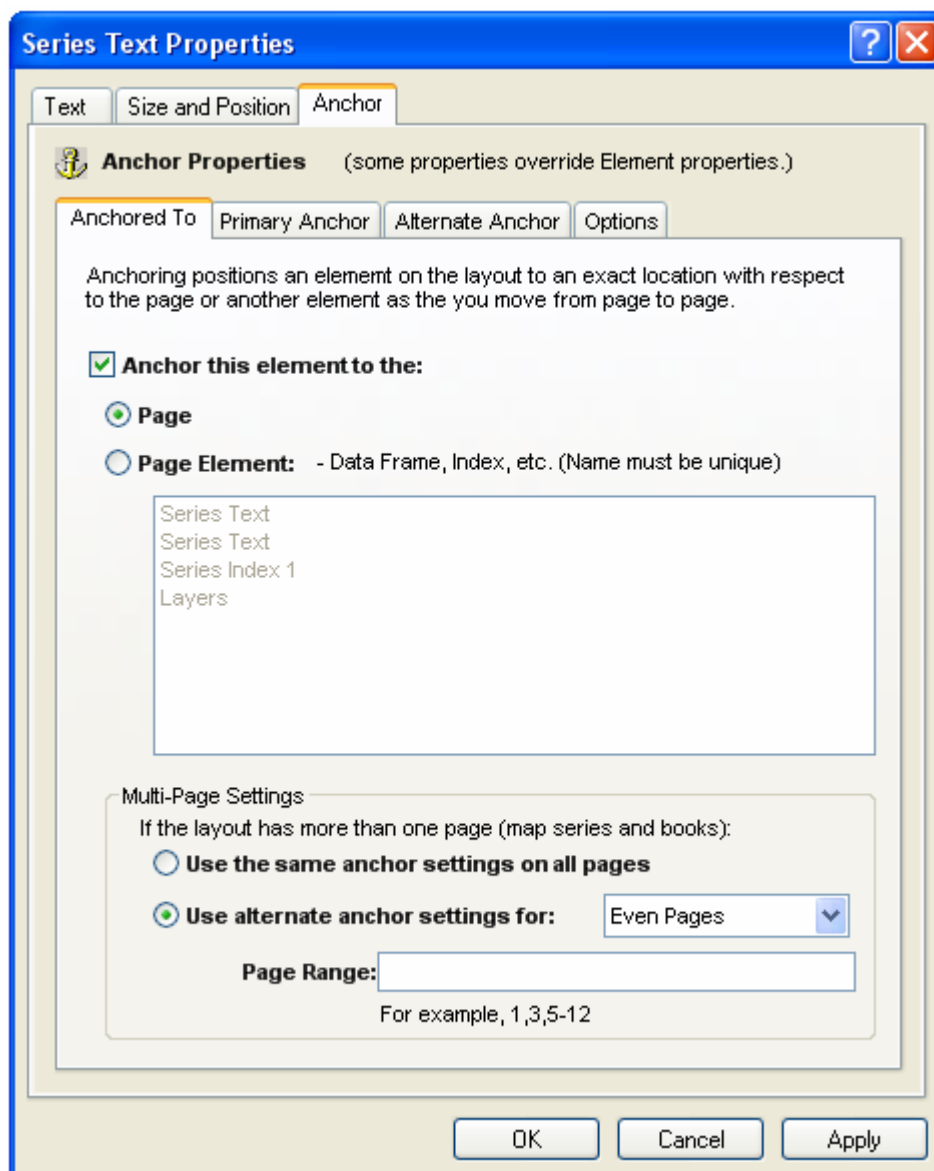 Series Text Properties
Text Size and Position Anchor
Anchor Properties (some properties override Element properties.)
Anchored To Primary Anchor Alternate Anchor Options
Anchoring positions an elememt on the layout to an exact location with respect
to the page or another element as the you move from page to page.
Anchor this element to the:
Page
Page Element: - Data Frame, Index, etc. (Name must be unique)
Series Text
Series Text
Series Index 1
Layers
Multi-Page Settings
If the layout has more than one page (map series and books):
Use the same anchor settings on all pages
Use alternate anchor settings for: Even Pages
Page Range:
For example, 1,3,5-12
OK Cancel Apply